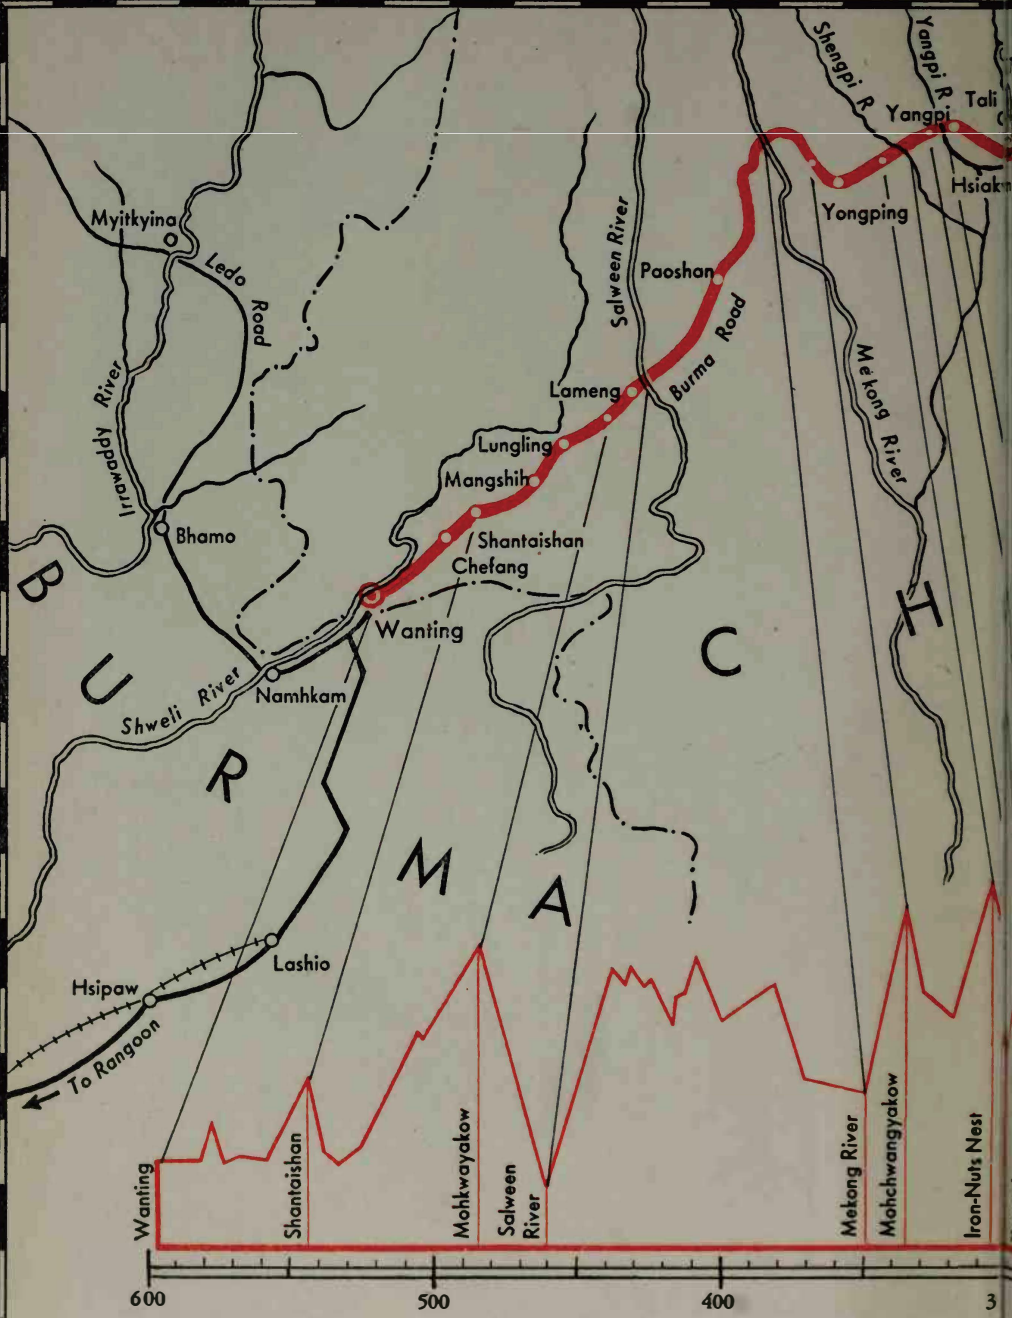 Shengpi R
Yangpi R
Yangpi
Tali
Myitkyina
Ledo Road
Salween River
Yongping
Paoshan
Burma Road
Irrawaddy River
Lameng
Mekong River
Lungling
Mangshih
Bhamo
Shantaishan
Chefang
Wanting
Namhkam
Shweli River
B U R M A
C H
Lashio
Hsipaw
To Rangoon
Wanting
Shantaishan
Mohkwayakow
Salween
River
Mekong River
Mohchwangyakow
Iron-Nuts Nest
600
500
400
3